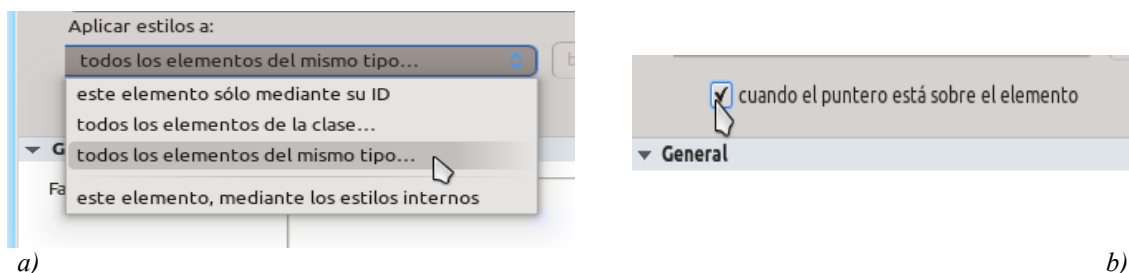 Aplicar estilos a:
todos los elementos del mismo tipo...
este elemento sólo mediante su ID
todos los elementos de la clase...
todos los elementos del mismo tipo...
este elemento, mediante los estilos internos
G
Fa
cuando el puntero está sobre el elemento
General
a)
b)